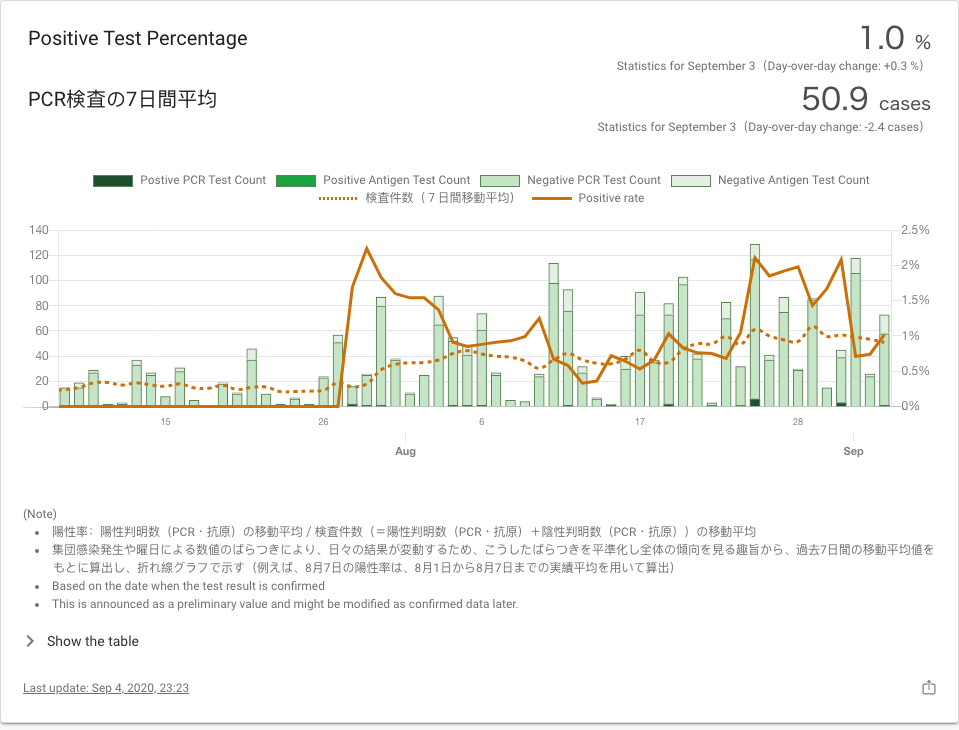 Positive Test Percentage
1.0 %
Statistics for September 3（Day-over-day change: +0.3 %）
PCR検査の7日間平均
50.9 cases
Statistics for September 3（Day-over-day change: -2.4 cases）
Postive PCR Test Count Positive Antigen Test Count Negative PCR Test Count Negative Antigen Test Count
検査件数（７日間移動平均） Positive rate
140 2.5%
120 2%
100
80 1.5%
60 1%
40 0.5%
20
0 0%
15 26 6 17 28
Aug Sep
(Note)
• 陽性率：陽性判明数（PCR・抗原）の移動平均 / 検査件数（＝陽性判明数（PCR・抗原）＋陰性判明数（PCR・抗原））の移動平均
• 集団感染発生や曜日による数値のばらつきにより、日々の結果が変動するため、こうしたばらつきを平準化し全体の傾向を見る趣旨から、過去7日間の移動平均値を
もとに算出し、折れ線グラフで示す（例えば、8月7日の陽性率は、8月1日から8月7日までの実績平均を用いて算出）
• Based on the date when the test result is confirmed
• This is announced as a preliminary value and might be modified as confirmed data later.
Show the table
Last update: Sep 4, 2020, 23:23